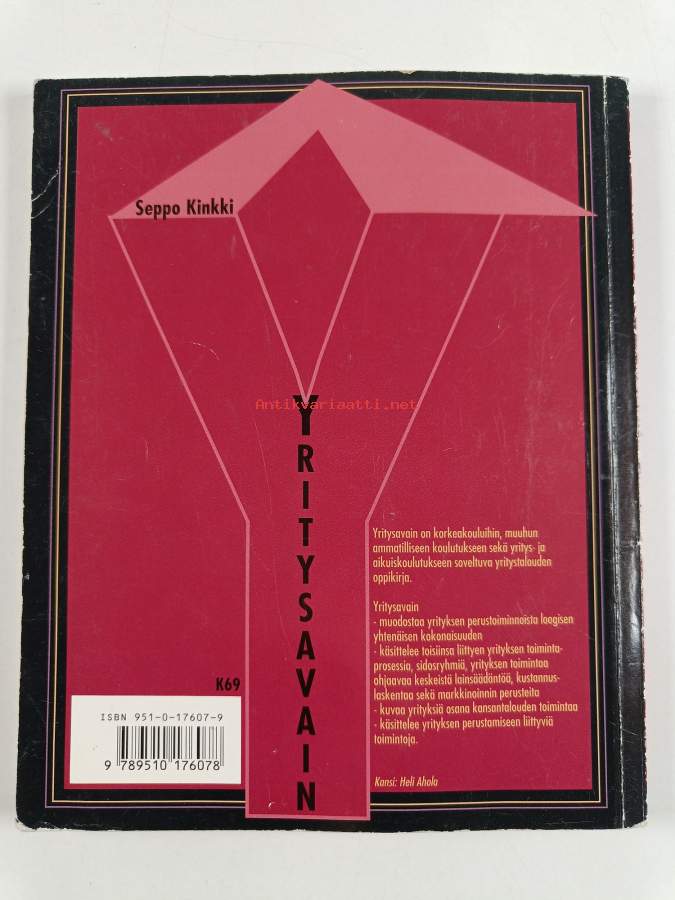 Seppo Kinkki
Antikvariaatti.net
YRITYSAVAIN
Yritysavain on korkeakouluihin, muuhun
ammatilliseen koulutukseen sekä yritys- ja
aikuiskoulutukseen soveltuva yritystalouden
oppikirja.
Yritysavain
- muodostaa yrityksen perustoiminnoista loogisen
yhtenäisen kokonaisuuden
- käsittelee toisiinsa liittyen yrityksen toiminta-
prosessia, sidosryhmiä, yrityksen toimintaa
ohjaavaa keskeistä lainsäädäntöä, kustannus-
laskentaa sekä markkinoinnin perusteita
- kuvaa yrityksiä osana kansantalouden toimintaa
- käsittelee yrityksen perustamiseen liittyviä
toimintoja.
K69
ISBN 951-0-17607-9
9 789510 176078
Kansi: Heli Ahola